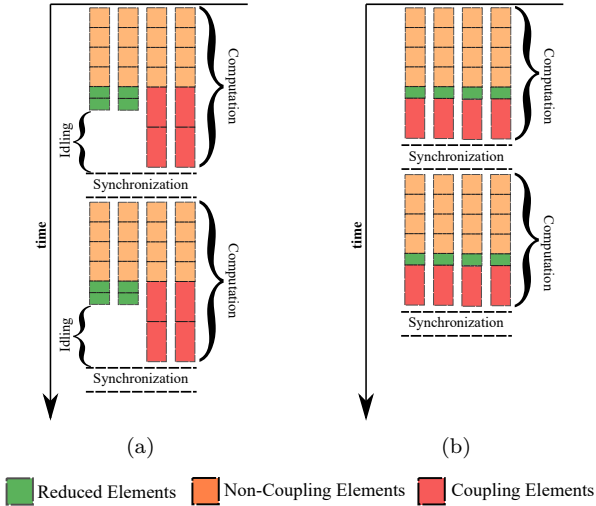 time
Idling
Computation
Synchronization
Idling
Computation
Synchronization
(a)
time
Computation
Synchronization
Computation
Synchronization
(b)
Reduced Elements
Non-Coupling Elements
Coupling Elements